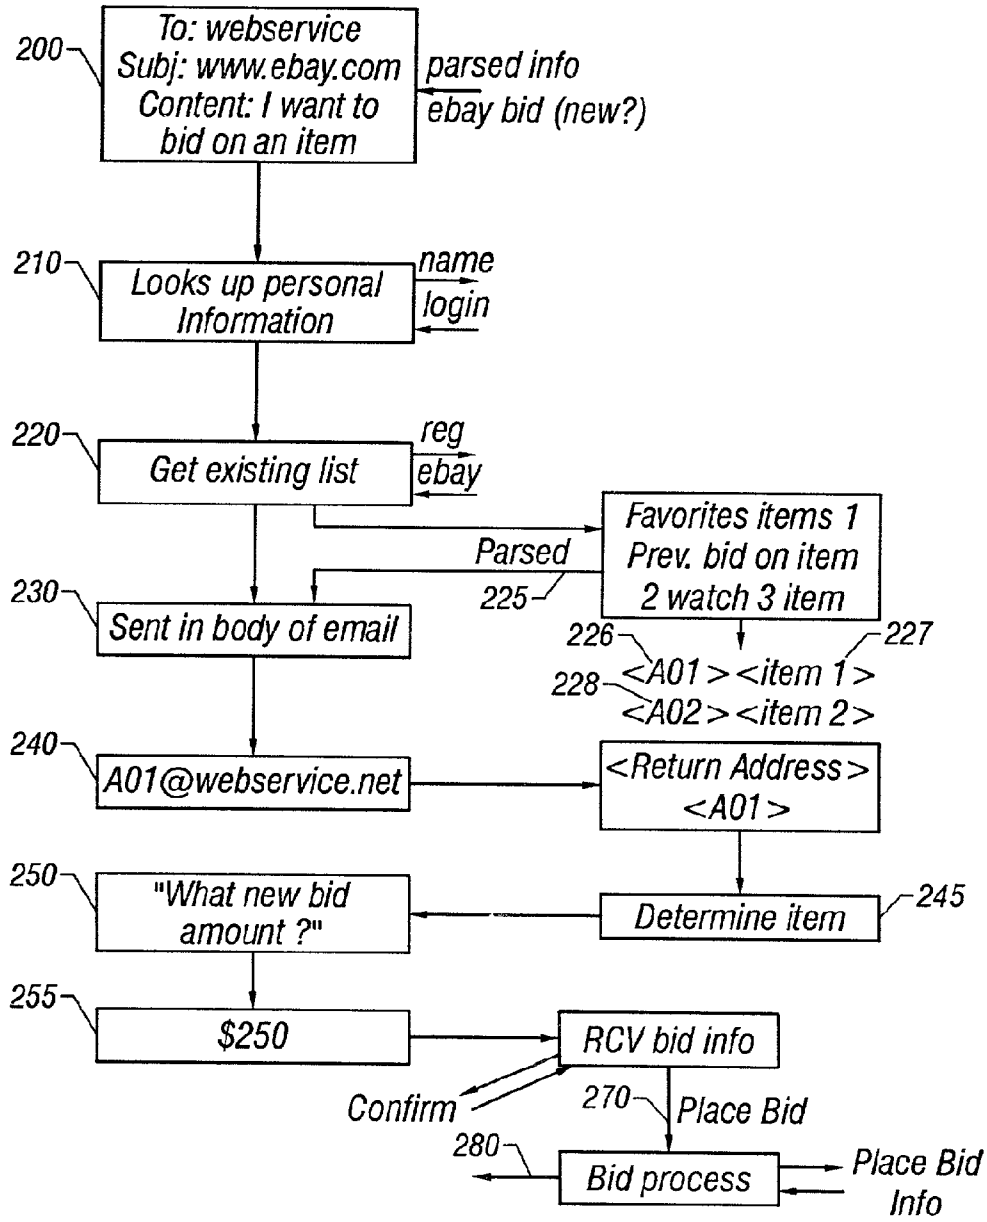 200
To: webservice
Subj: www.ebay.com
Content: I want to
bid on an item
parsed info
ebay bid (new?)
210
Looks up personal
Information
name
login
220
Get existing list
reg
ebay
Favorites items 1
Prev. bid on item
2 watch 3 item
Parsed
225
230
Sent in body of email
226
227
<A01> <item 1>
228
<A02> <item 2>
240
A01@webservice.net
<Return Address>
<A01>
250
"What new bid
amount ?"
Determine item
245
255
$250
RCV bid info
Confirm
270
Place Bid
280
Bid process
Place Bid
Info